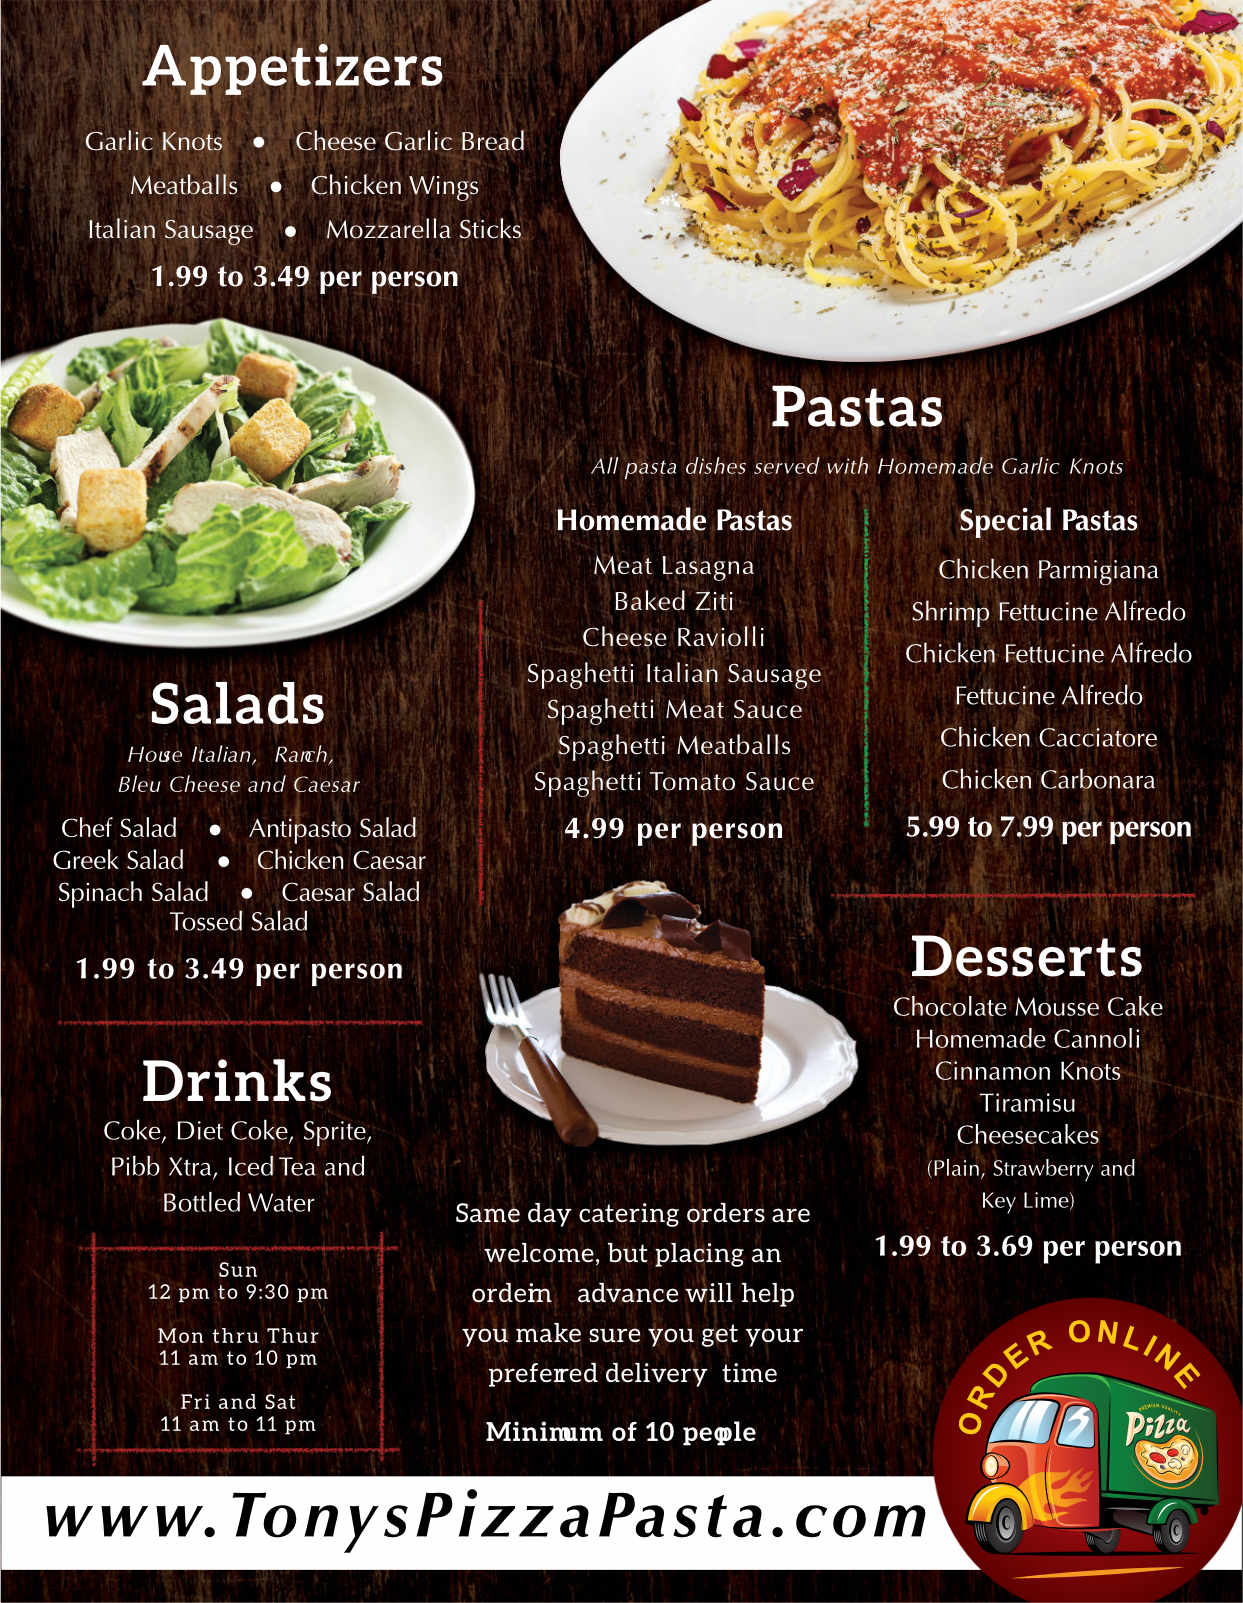 Appetizers
Garlic Knots • Cheese Garlic Bread
Meatballs • Chicken Wings
Italian Sausage • Mozzarella Sticks
1.99 to 3.49 per person
Pastas
All pasta dishes served with Homemade Garlic Knots
Homemade Pastas
Meat Lasagna
Baked Ziti
Cheese Raviolli
Spaghetti Italian Sausage
Spaghetti Meat Sauce
Spaghetti Meatballs
Spaghetti Tomato Sauce
4.99 per person
Special Pastas
Chicken Parmigiana
Shrimp Fettucine Alfredo
Chicken Fettucine Alfredo
Fettucine Alfredo
Chicken Cacciatore
Chicken Carbonara
5.99 to 7.99 per person
Salads
House Italian, Ranch,
Bleu Cheese and Caesar
Chef Salad • Antipasto Salad
Greek Salad • Chicken Caesar
Spinach Salad • Caesar Salad
Tossed Salad
1.99 to 3.49 per person
Desserts
Chocolate Mousse Cake
Homemade Cannoli
Cinnamon Knots
Tiramisu
Cheesecakes
(Plain, Strawberry and
Key Lime)
1.99 to 3.69 per person
Drinks
Coke, Diet Coke, Sprite,
Pibb Xtra, Iced Tea and
Bottled Water
Sun
12 pm to 9:30 pm
Mon thru Thur
11 am to 10 pm
Fri and Sat
11 am to 11 pm
Same day catering orders are
welcome, but placing an
order in advance will help
you make sure you get your
preferred delivery time
Minimum of 10 people
ORDER ONLINE
PREMIUM QUALITY
Pizza
www.TonysPizzaPasta.com